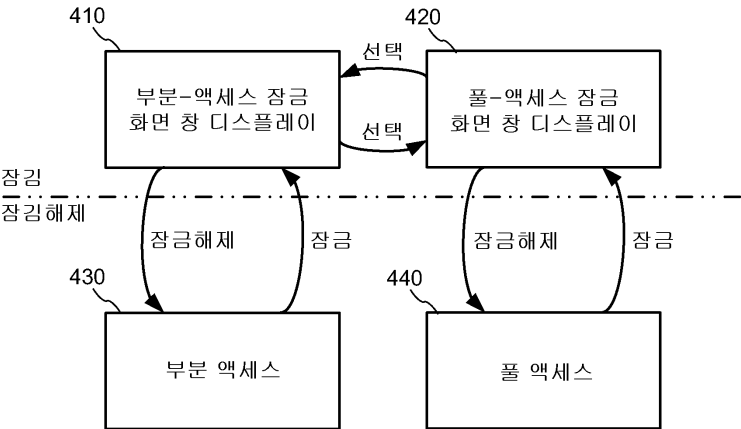 410
420
선택
부분-액세스 잠금
화면 창 디스플레이
풀-액세스 잠금
화면 창 디스플레이
선택
잠김
잠김해제
잠금해제
잠금
잠금해제
잠금
430
440
부분 액세스
풀 액세스